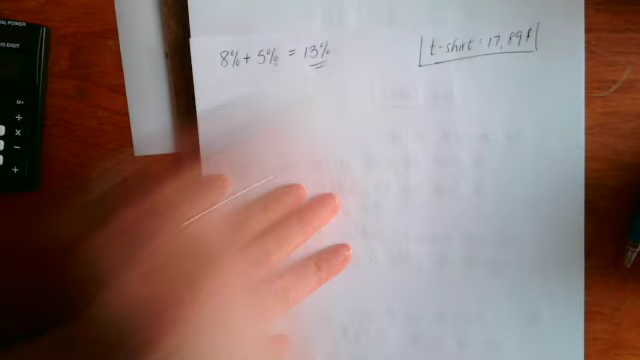 8% + 5% = 13%
t-shirt : 17,89$
M+
÷
×
−
+